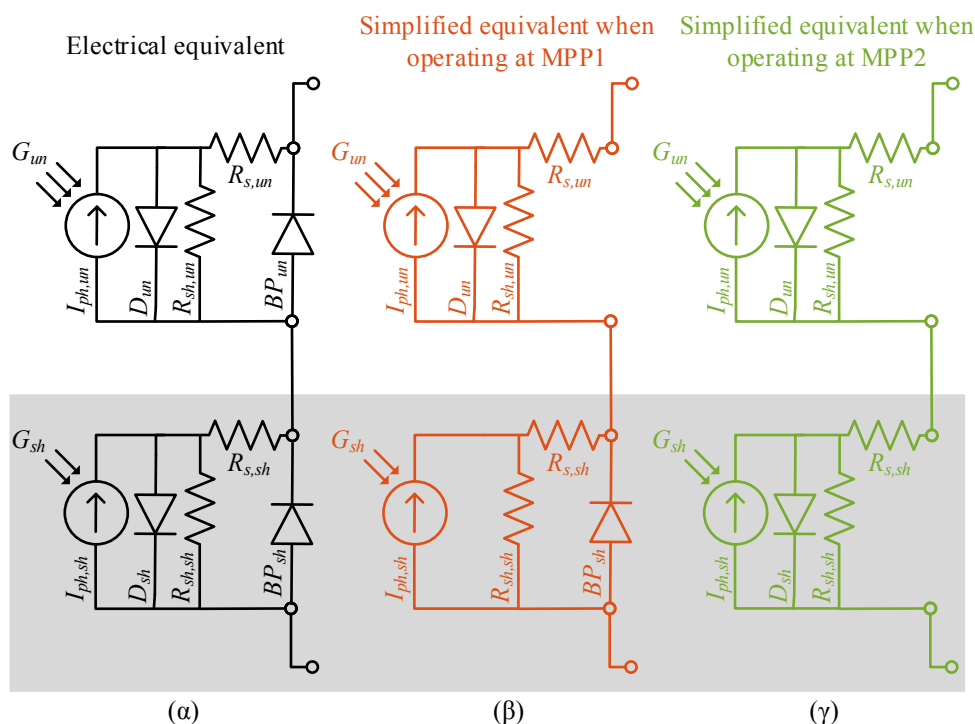 Electrical equivalent
Simplified equivalent when
operating at MPP1
Simplified equivalent when
operating at MPP2
G_un
R_s,un
I_ph,un
D_un
R_sh,un
BP_un
G_un
R_s,un
I_ph,un
D_un
R_sh,un
G_un
R_s,un
I_ph,un
D_un
R_sh,un
G_sh
R_s,sh
I_ph,sh
D_sh
R_sh,sh
BP_sh
G_sh
R_s,sh
I_ph,sh
R_sh,sh
BP_sh
G_sh
R_s,sh
I_ph,sh
D_sh
R_sh,sh
(α)
(β)
(γ)